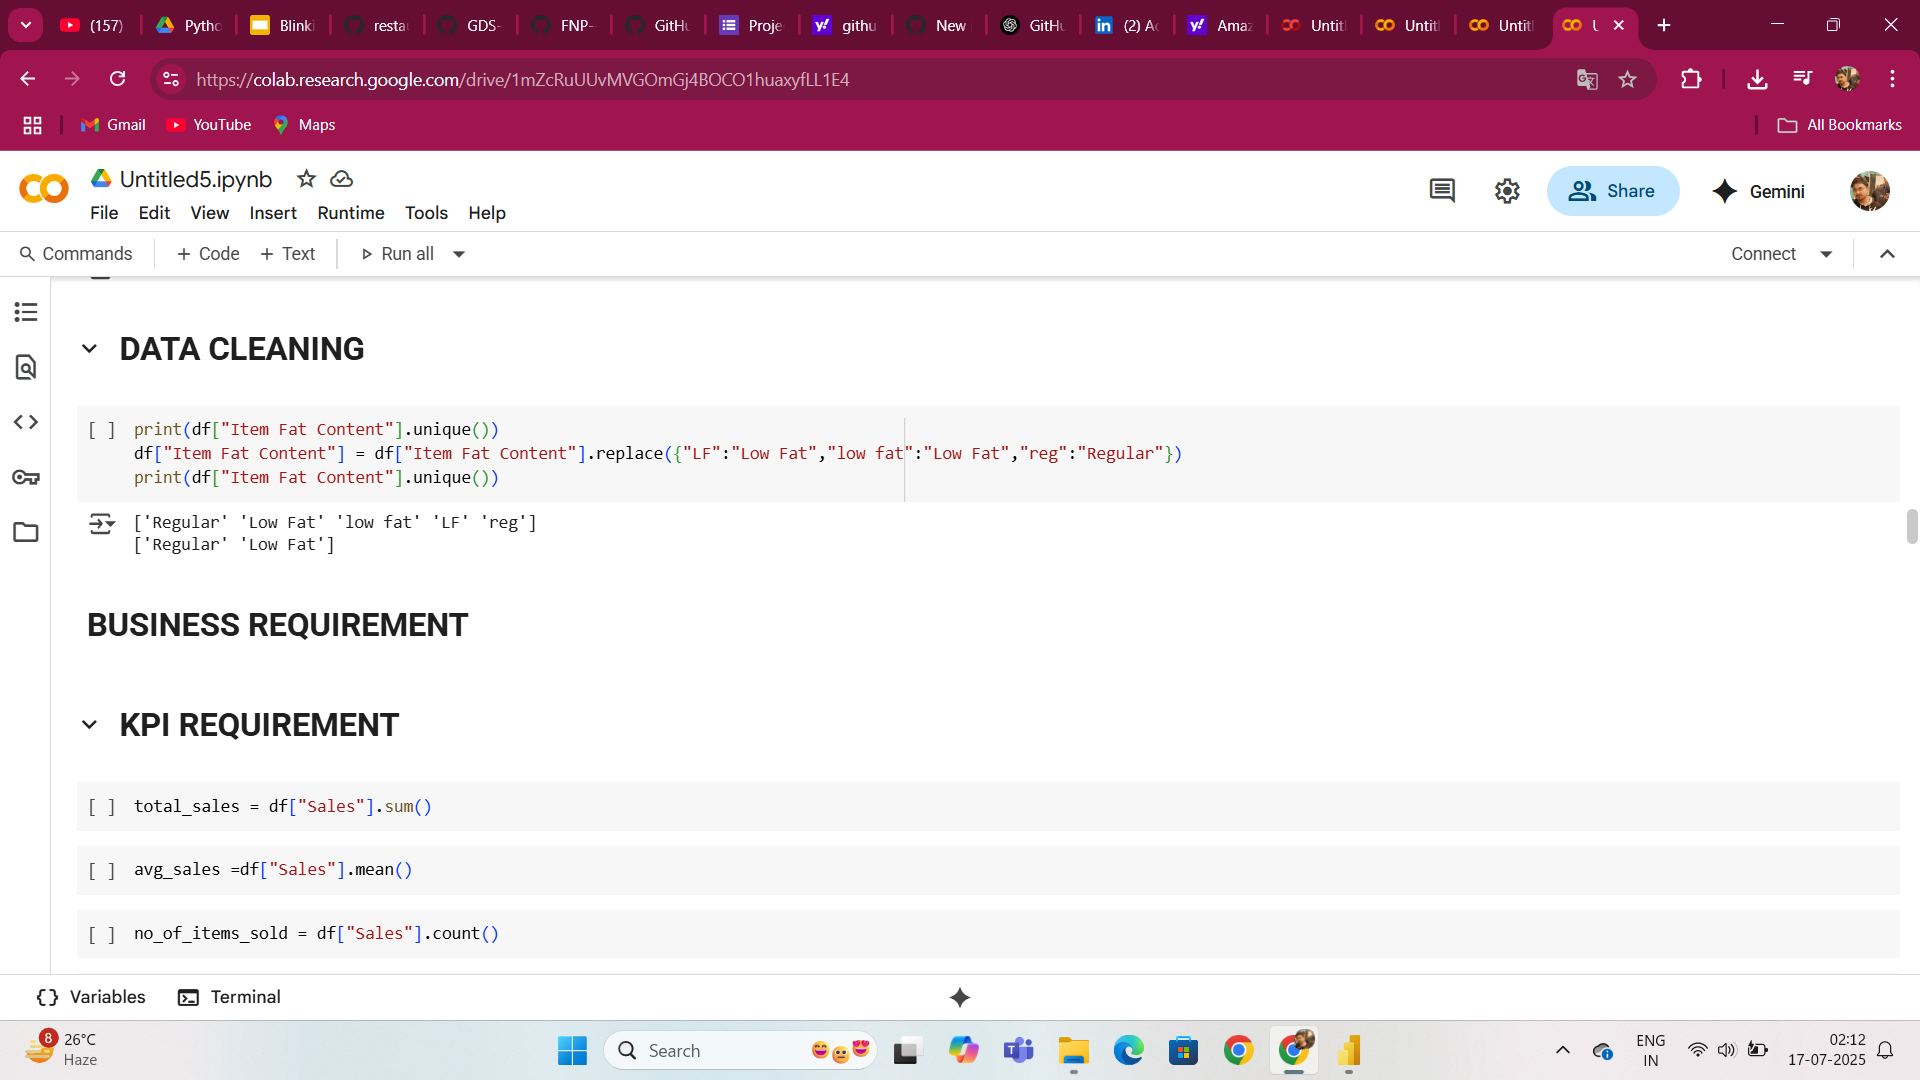 (157)
Pytho
Blinki
restau
GDS-
FNP-
GitHu
Proje
githu
New
GitHu
(2) Ac
Amaz
Untitl
Untitl
Untitl
U
https://colab.research.google.com/drive/1mZcRuUUvMVGOmGj4BOCO1huaxyfLL1E4
Gmail
YouTube
Maps
All Bookmarks
Untitled5.ipynb
File Edit View Insert Runtime Tools Help
Share
Gemini
Commands
+ Code + Text
Run all
Connect
DATA CLEANING
[ ] print(df["Item Fat Content"].unique())
df["Item Fat Content"] = df["Item Fat Content"].replace({"LF":"Low Fat","low fat":"Low Fat","reg":"Regular"})
print(df["Item Fat Content"].unique())
['Regular' 'Low Fat' 'low fat' 'LF' 'reg']
['Regular' 'Low Fat']
BUSINESS REQUIREMENT
KPI REQUIREMENT
[ ] total_sales = df["Sales"].sum()
[ ] avg_sales =df["Sales"].mean()
[ ] no_of_items_sold = df["Sales"].count()
Variables
Terminal
8
26°C
Haze
Search
ENG
IN
02:12
17-07-2025